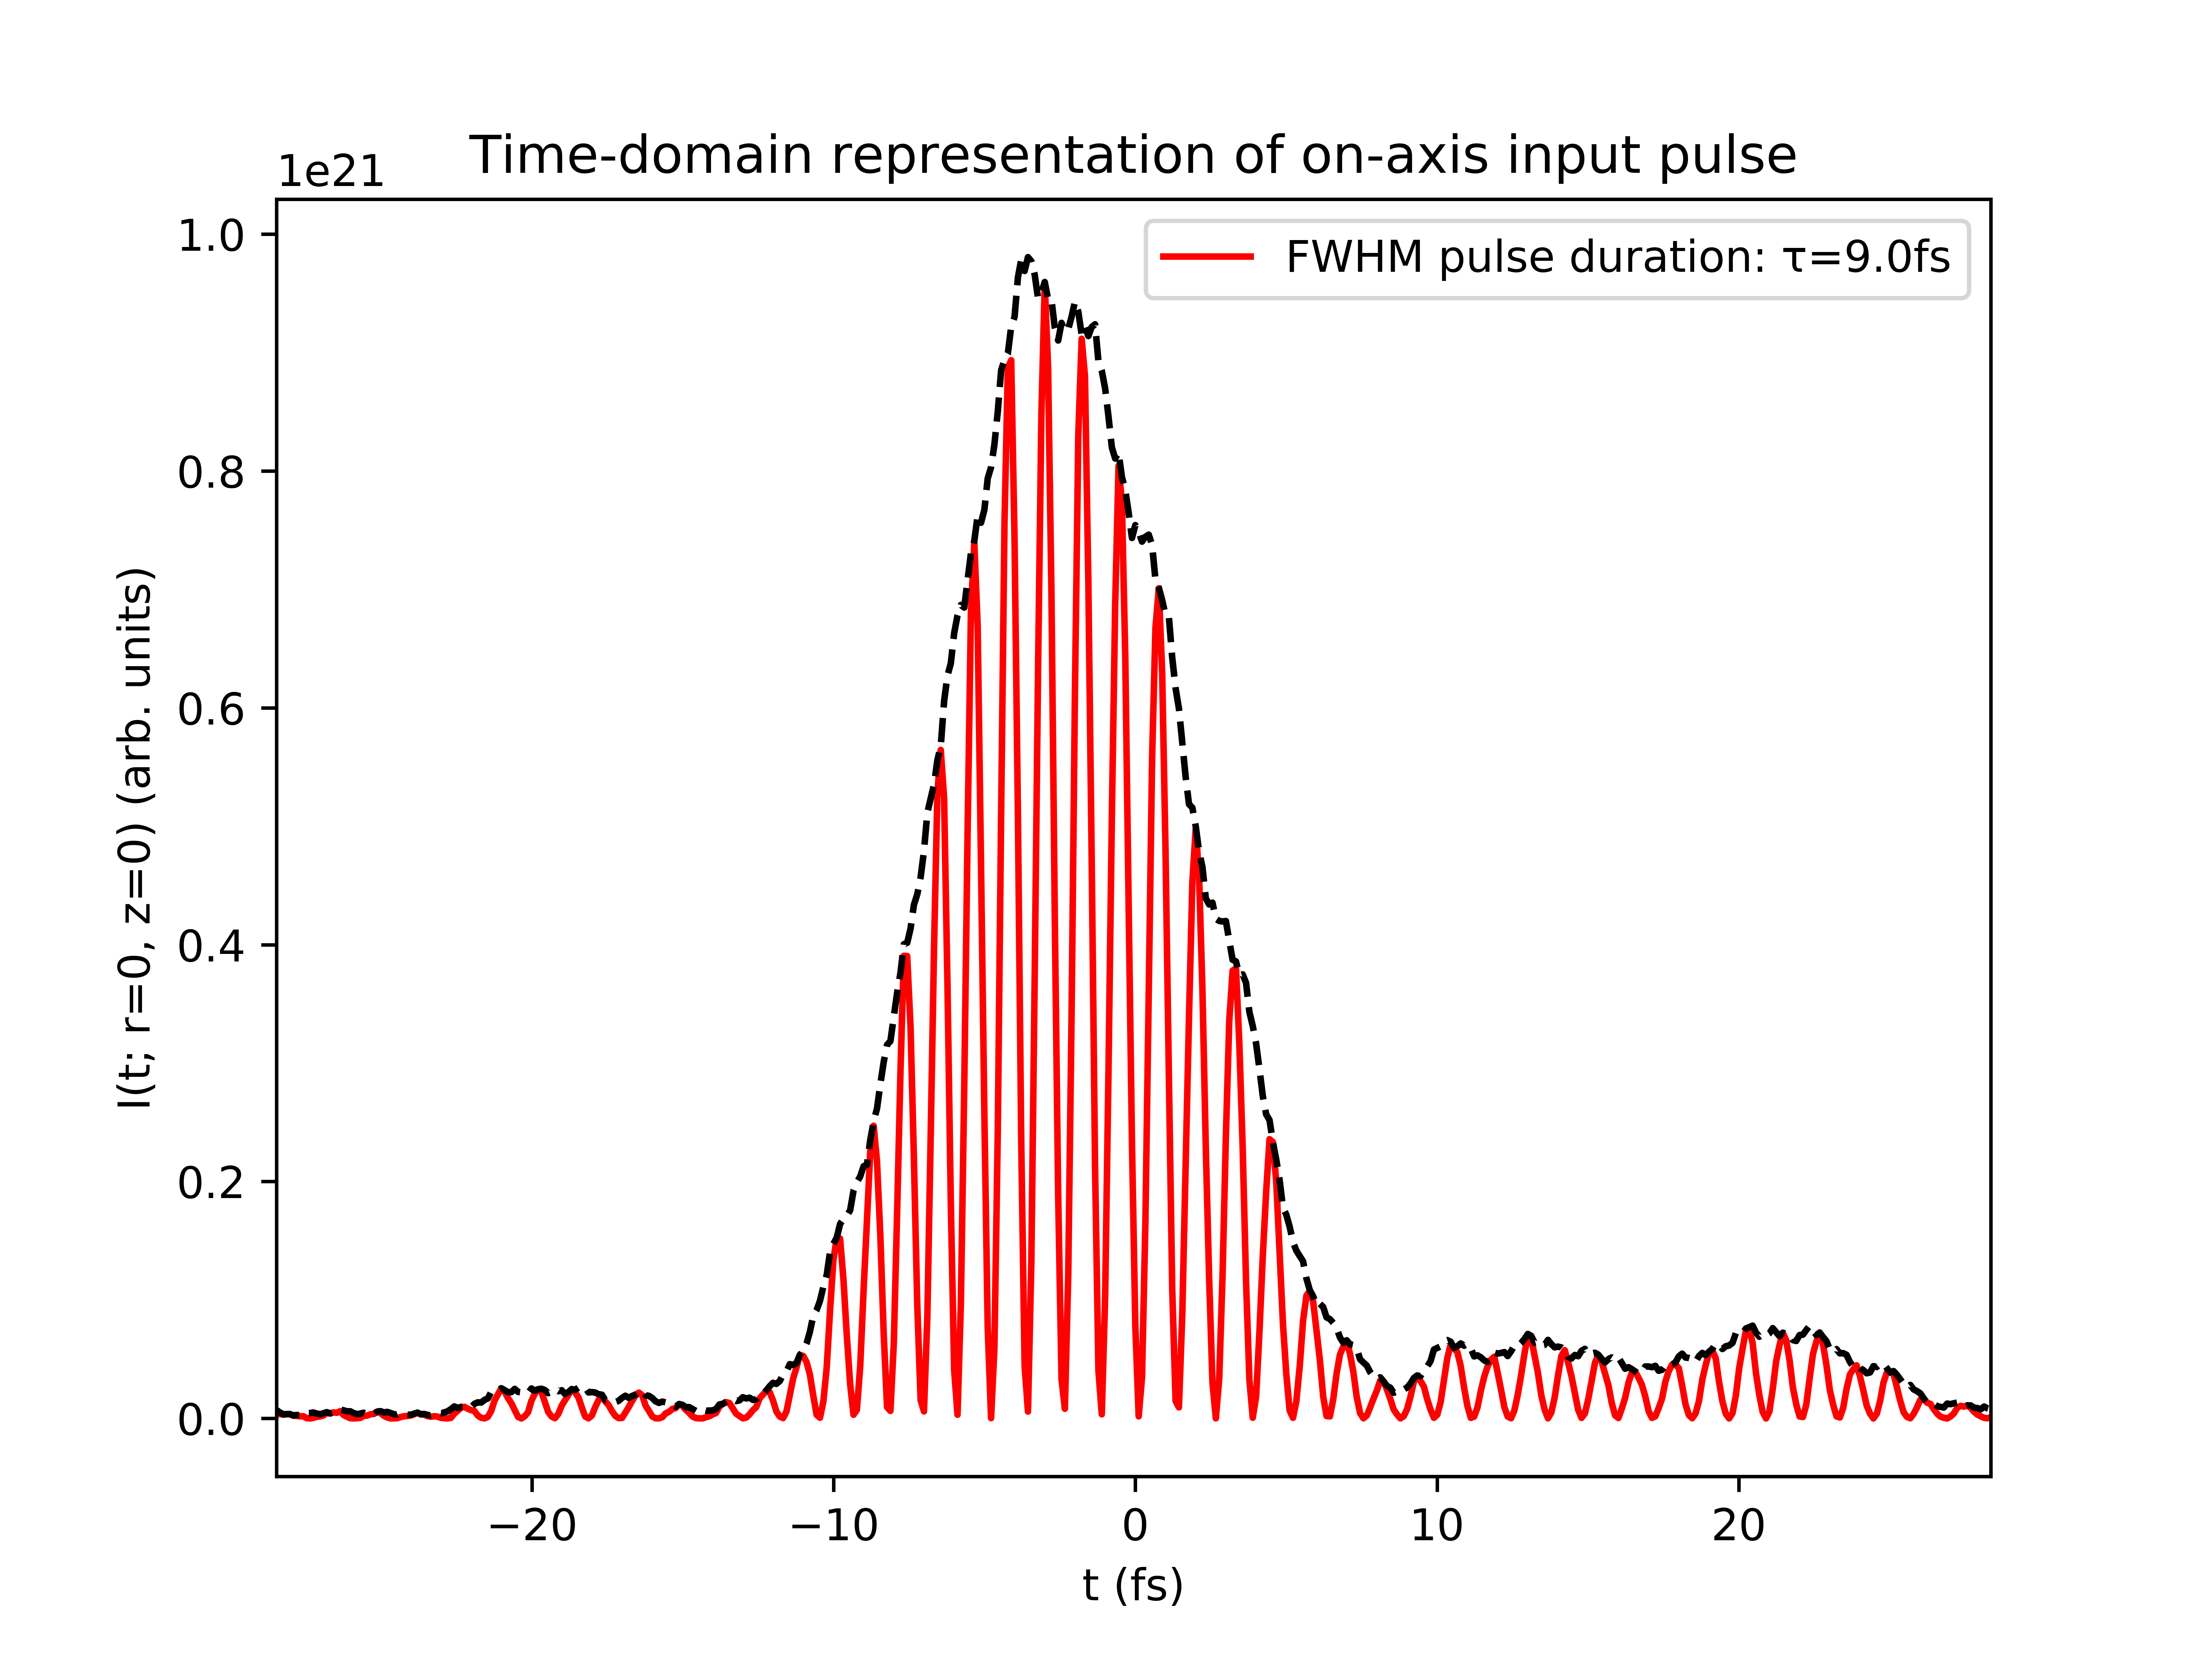 Time-domain representation of on-axis input pulse
1e21
FWHM pulse duration: τ=9.0fs
1.0
0.8
0.6
0.4
0.2
0.0
I(t; r=0, z=0) (arb. units)
−20 −10 0 10 20
t (fs)